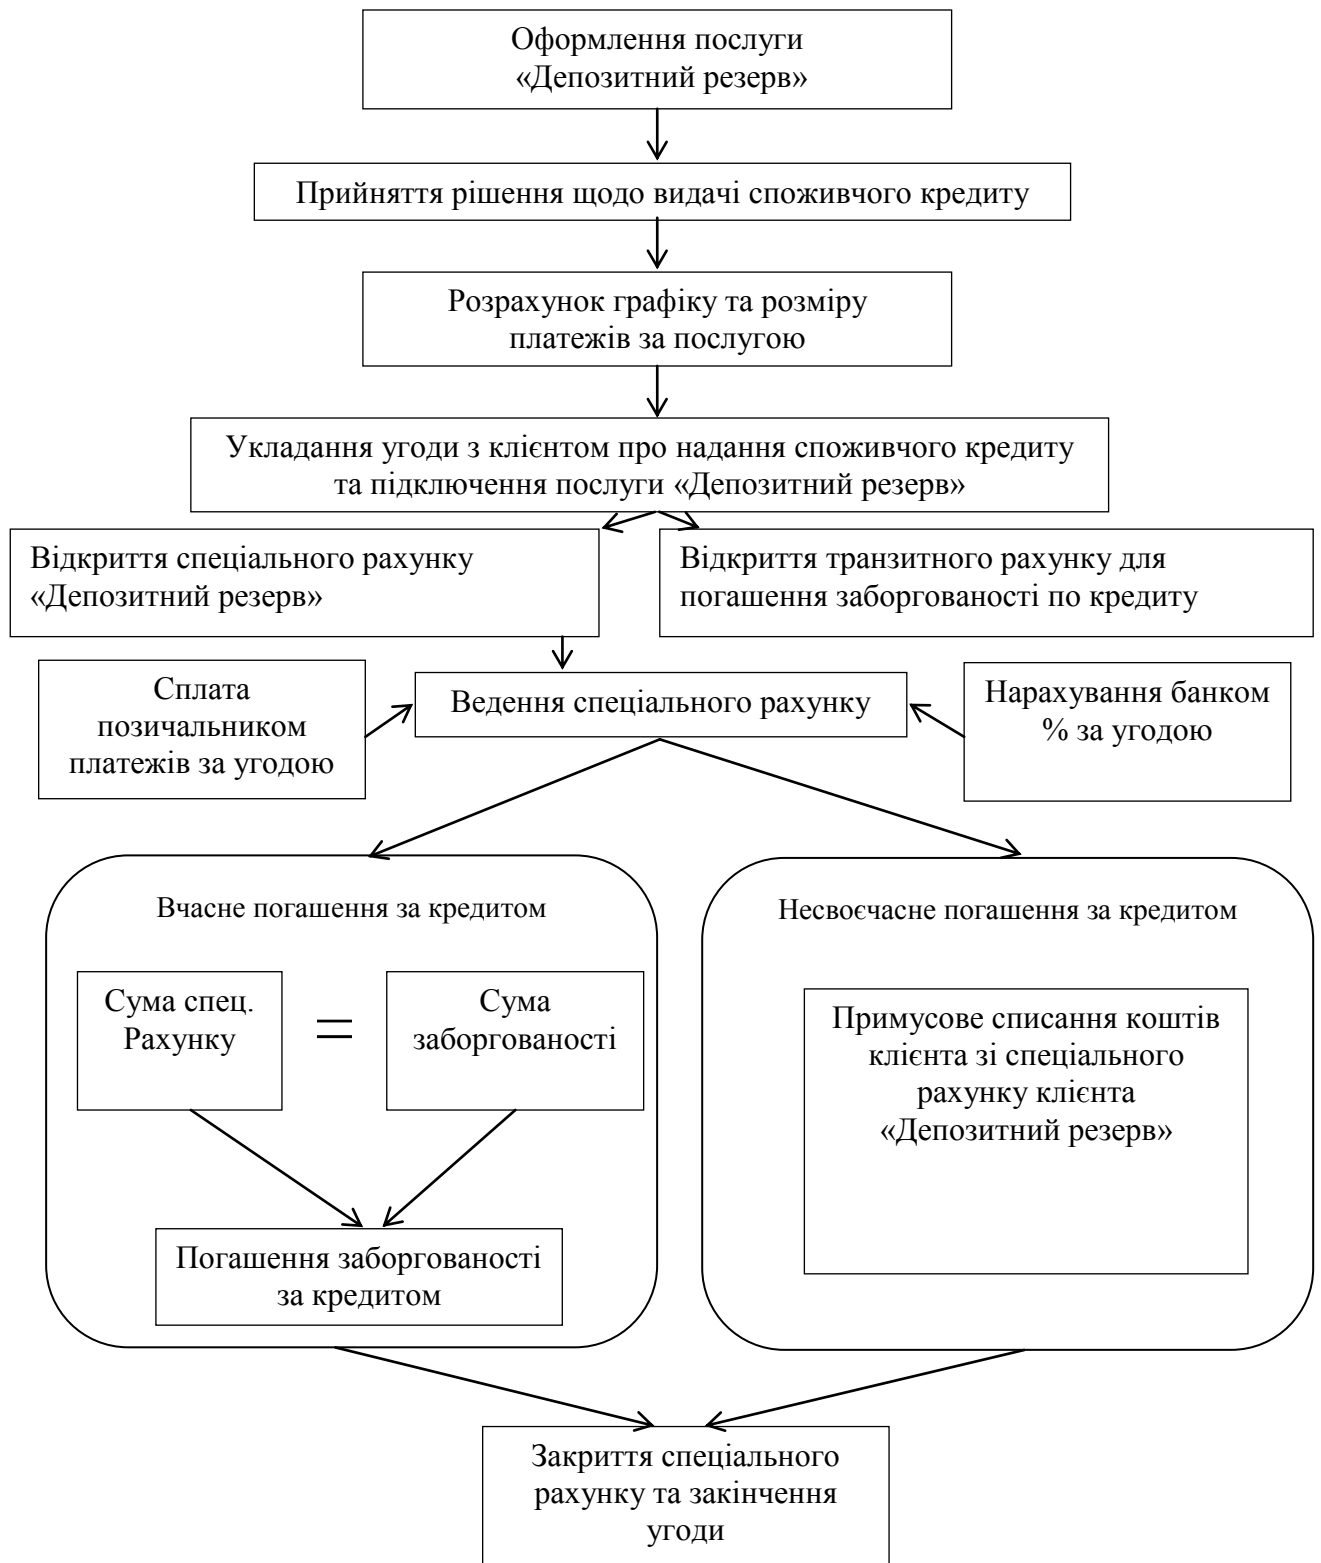 Оформлення послуги
«Депозитний резерв»
Прийняття рішення щодо видачі споживчого кредиту
Розрахунок графіку та розміру
платежів за послугою
Укладання угоди з клієнтом про надання споживчого кредиту
та підключення послуги «Депозитний резерв»
Відкриття спеціального рахунку
«Депозитний резерв»
Відкриття транзитного рахунку для
погашення заборгованості по кредиту
Сплата
позичальником
платежів за угодою
Ведення спеціального рахунку
Нарахування банком
% за угодою
Вчасне погашення за кредитом
Сума спец.
Рахунку
=
Сума
заборгованості
Погашення заборгованості
за кредитом
Несвоєчасне погашення за кредитом
Примусове списання коштів
клієнта зі спеціального
рахунку клієнта
«Депозитний резерв»
Закриття спеціального
рахунку та закінчення
угоди